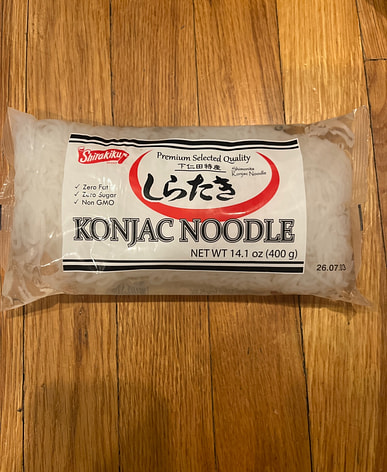 Shirakiku
Premium Selected Quality
下仁田特産
Shimonita
Konjac Noodle
しらたき
✓ Zero Fat
✓ Zero Sugar
✓ Non GMO
KONJAC NOODLE
NET WT 14.1 oz (400 g)